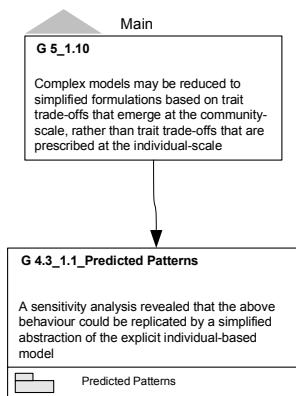 Main
G 5_1.10
Complex models may be reduced to
simplified formulations based on trait
trade-offs that emerge at the community-
scale, rather than trait trade-offs that are
prescribed at the individual-scale
G 4.3_1.1_Predicted Patterns
A sensitivity analysis revealed that the above
behaviour could be replicated by a simplified
abstraction of the explicit individual-based
model
Predicted Patterns